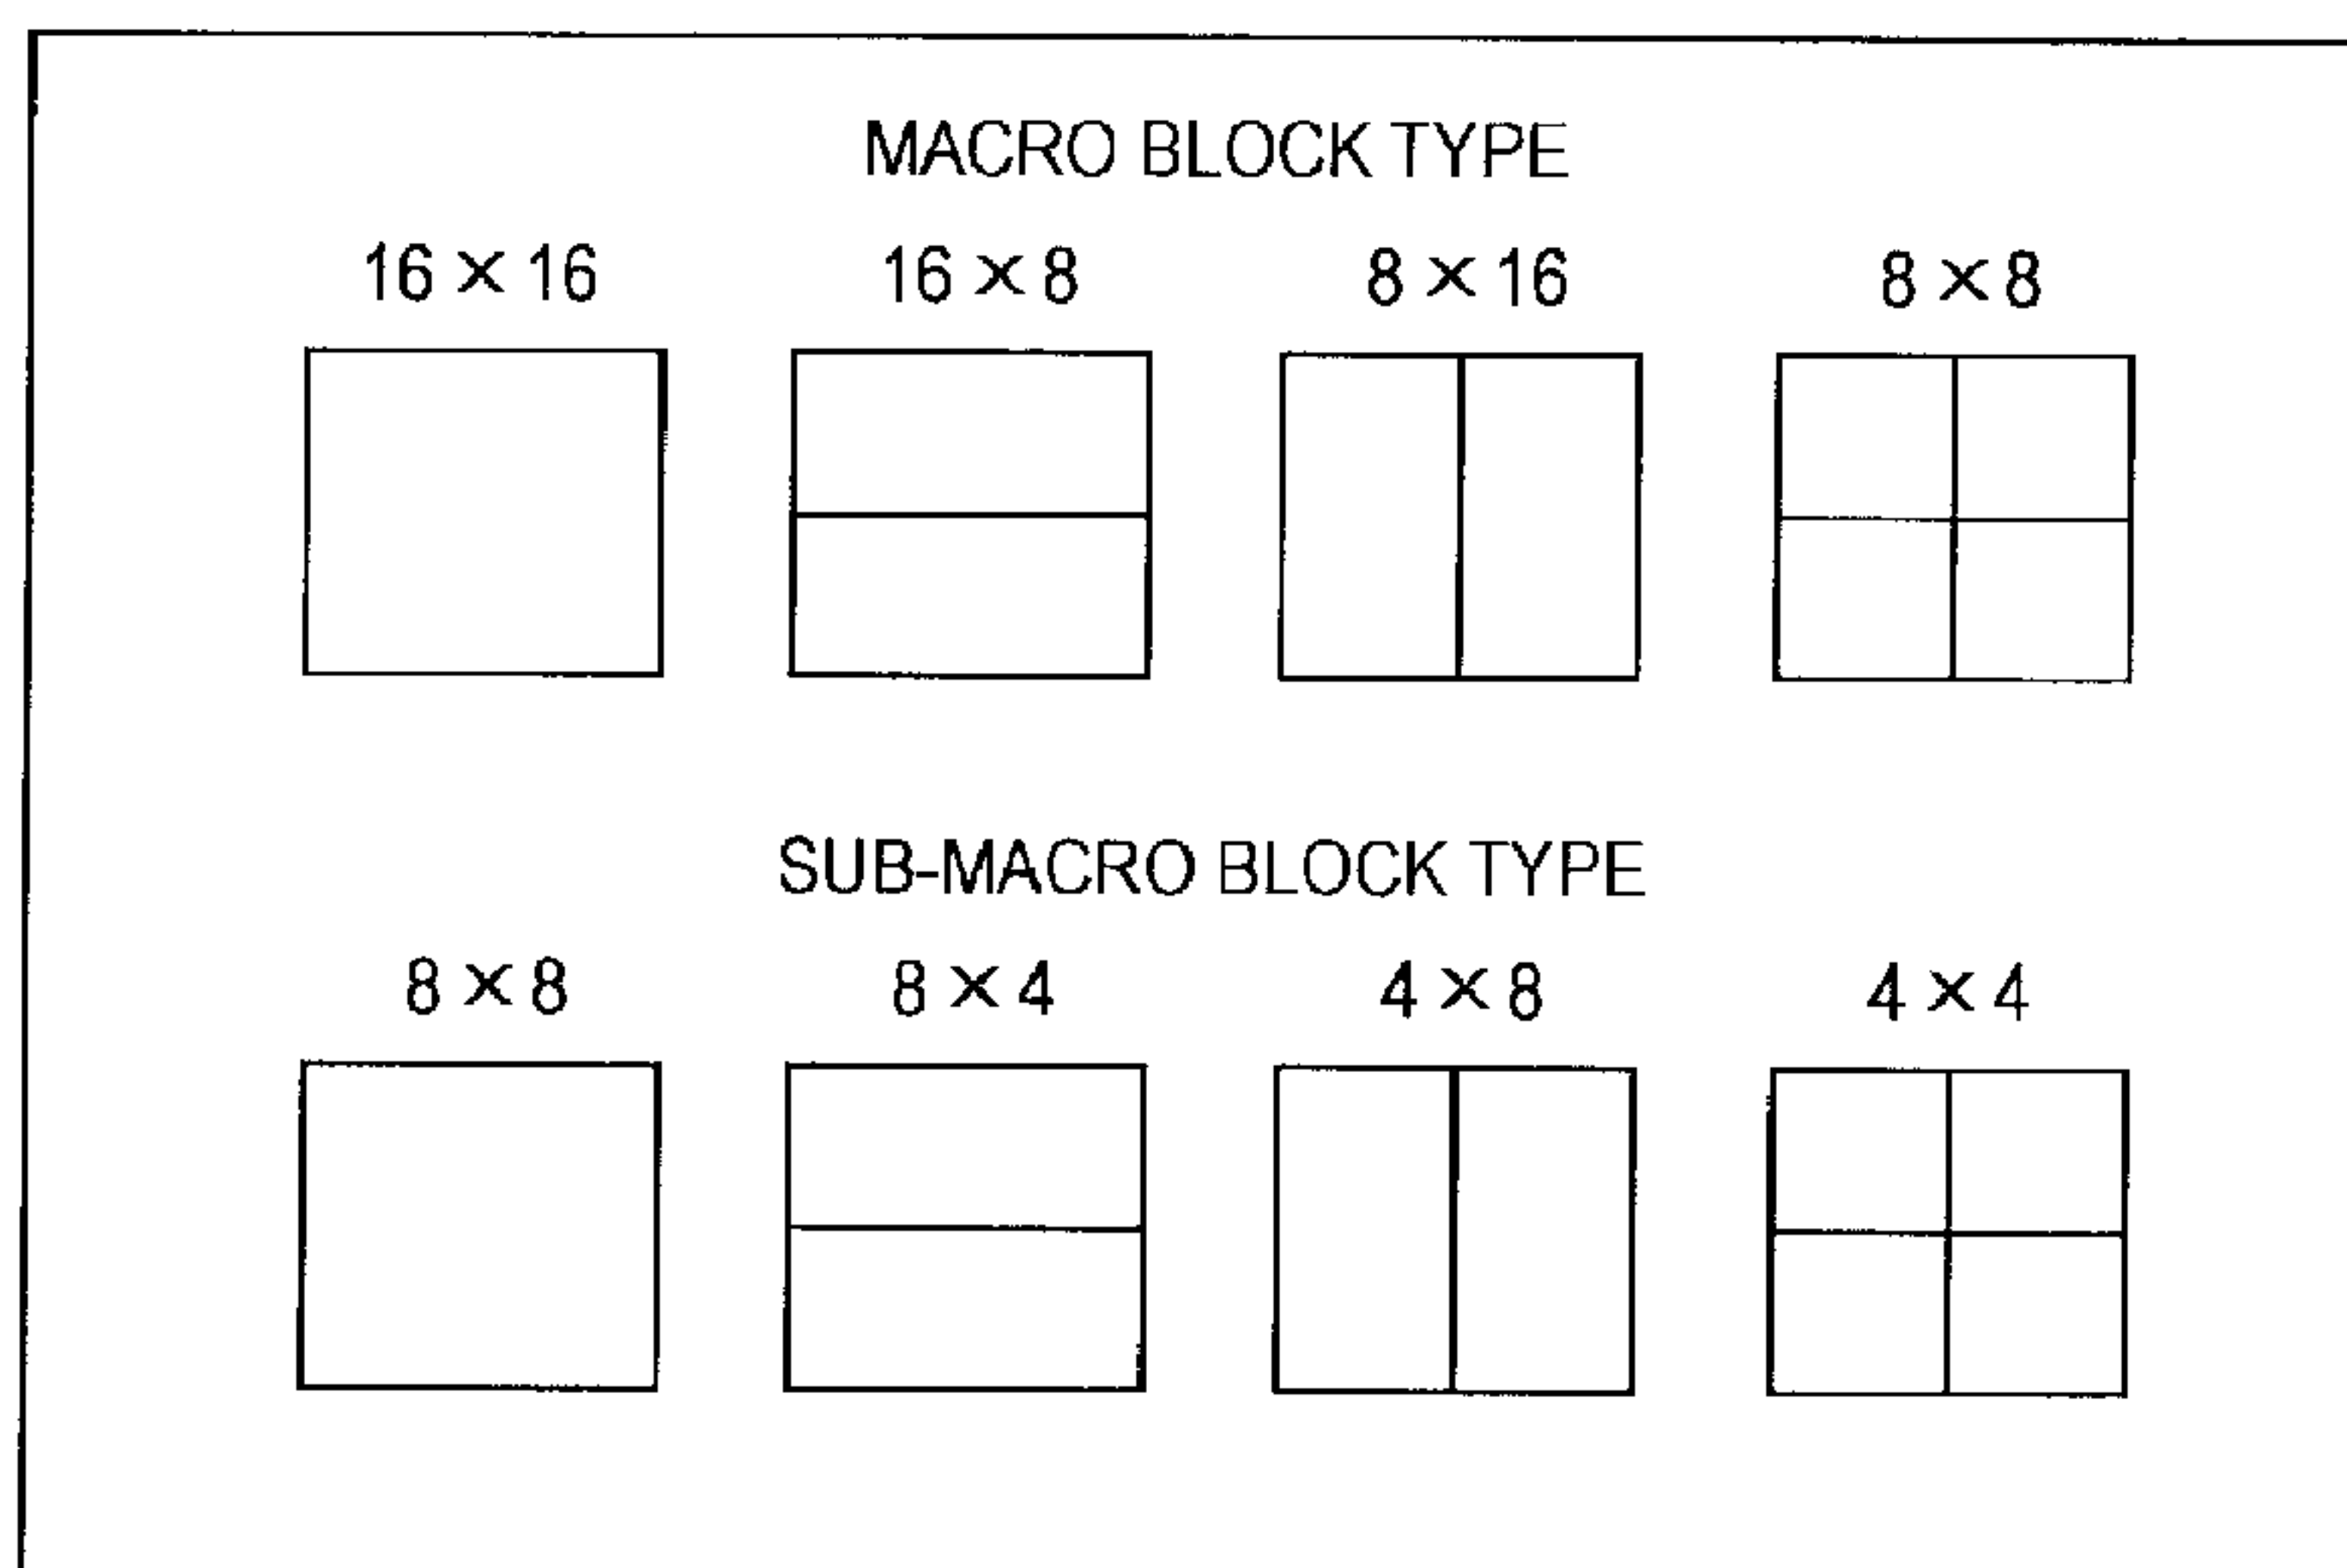 MACRO BLOCK TYPE
16 × 16 16 × 8 8 × 16 8 × 8
SUB-MACRO BLOCK TYPE
8 × 8 8 × 4 4 × 8 4 × 4